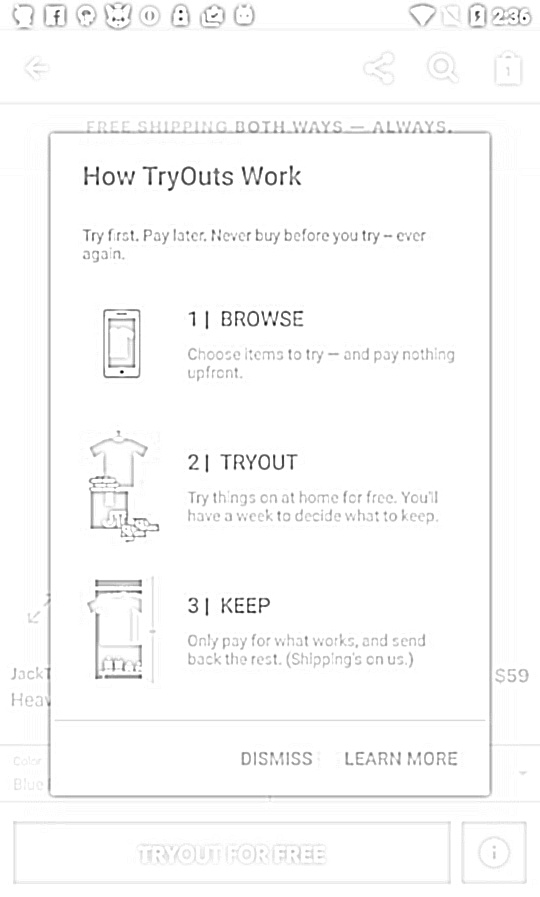 2:36
1
FREE SHIPPING BOTH WAYS — ALWAYS.
How TryOuts Work
Try first. Pay later. Never buy before you try – ever
again.
1 | BROWSE
Choose items to try — and pay nothing
upfront.
2 | TRYOUT
Try things on at home for free. You'll
have a week to decide what to keep.
3 | KEEP
Only pay for what works, and send
back the rest. (Shipping's on us.)
$59
Color
Blue
DISMISS LEARN MORE
TRYOUT FOR FREE